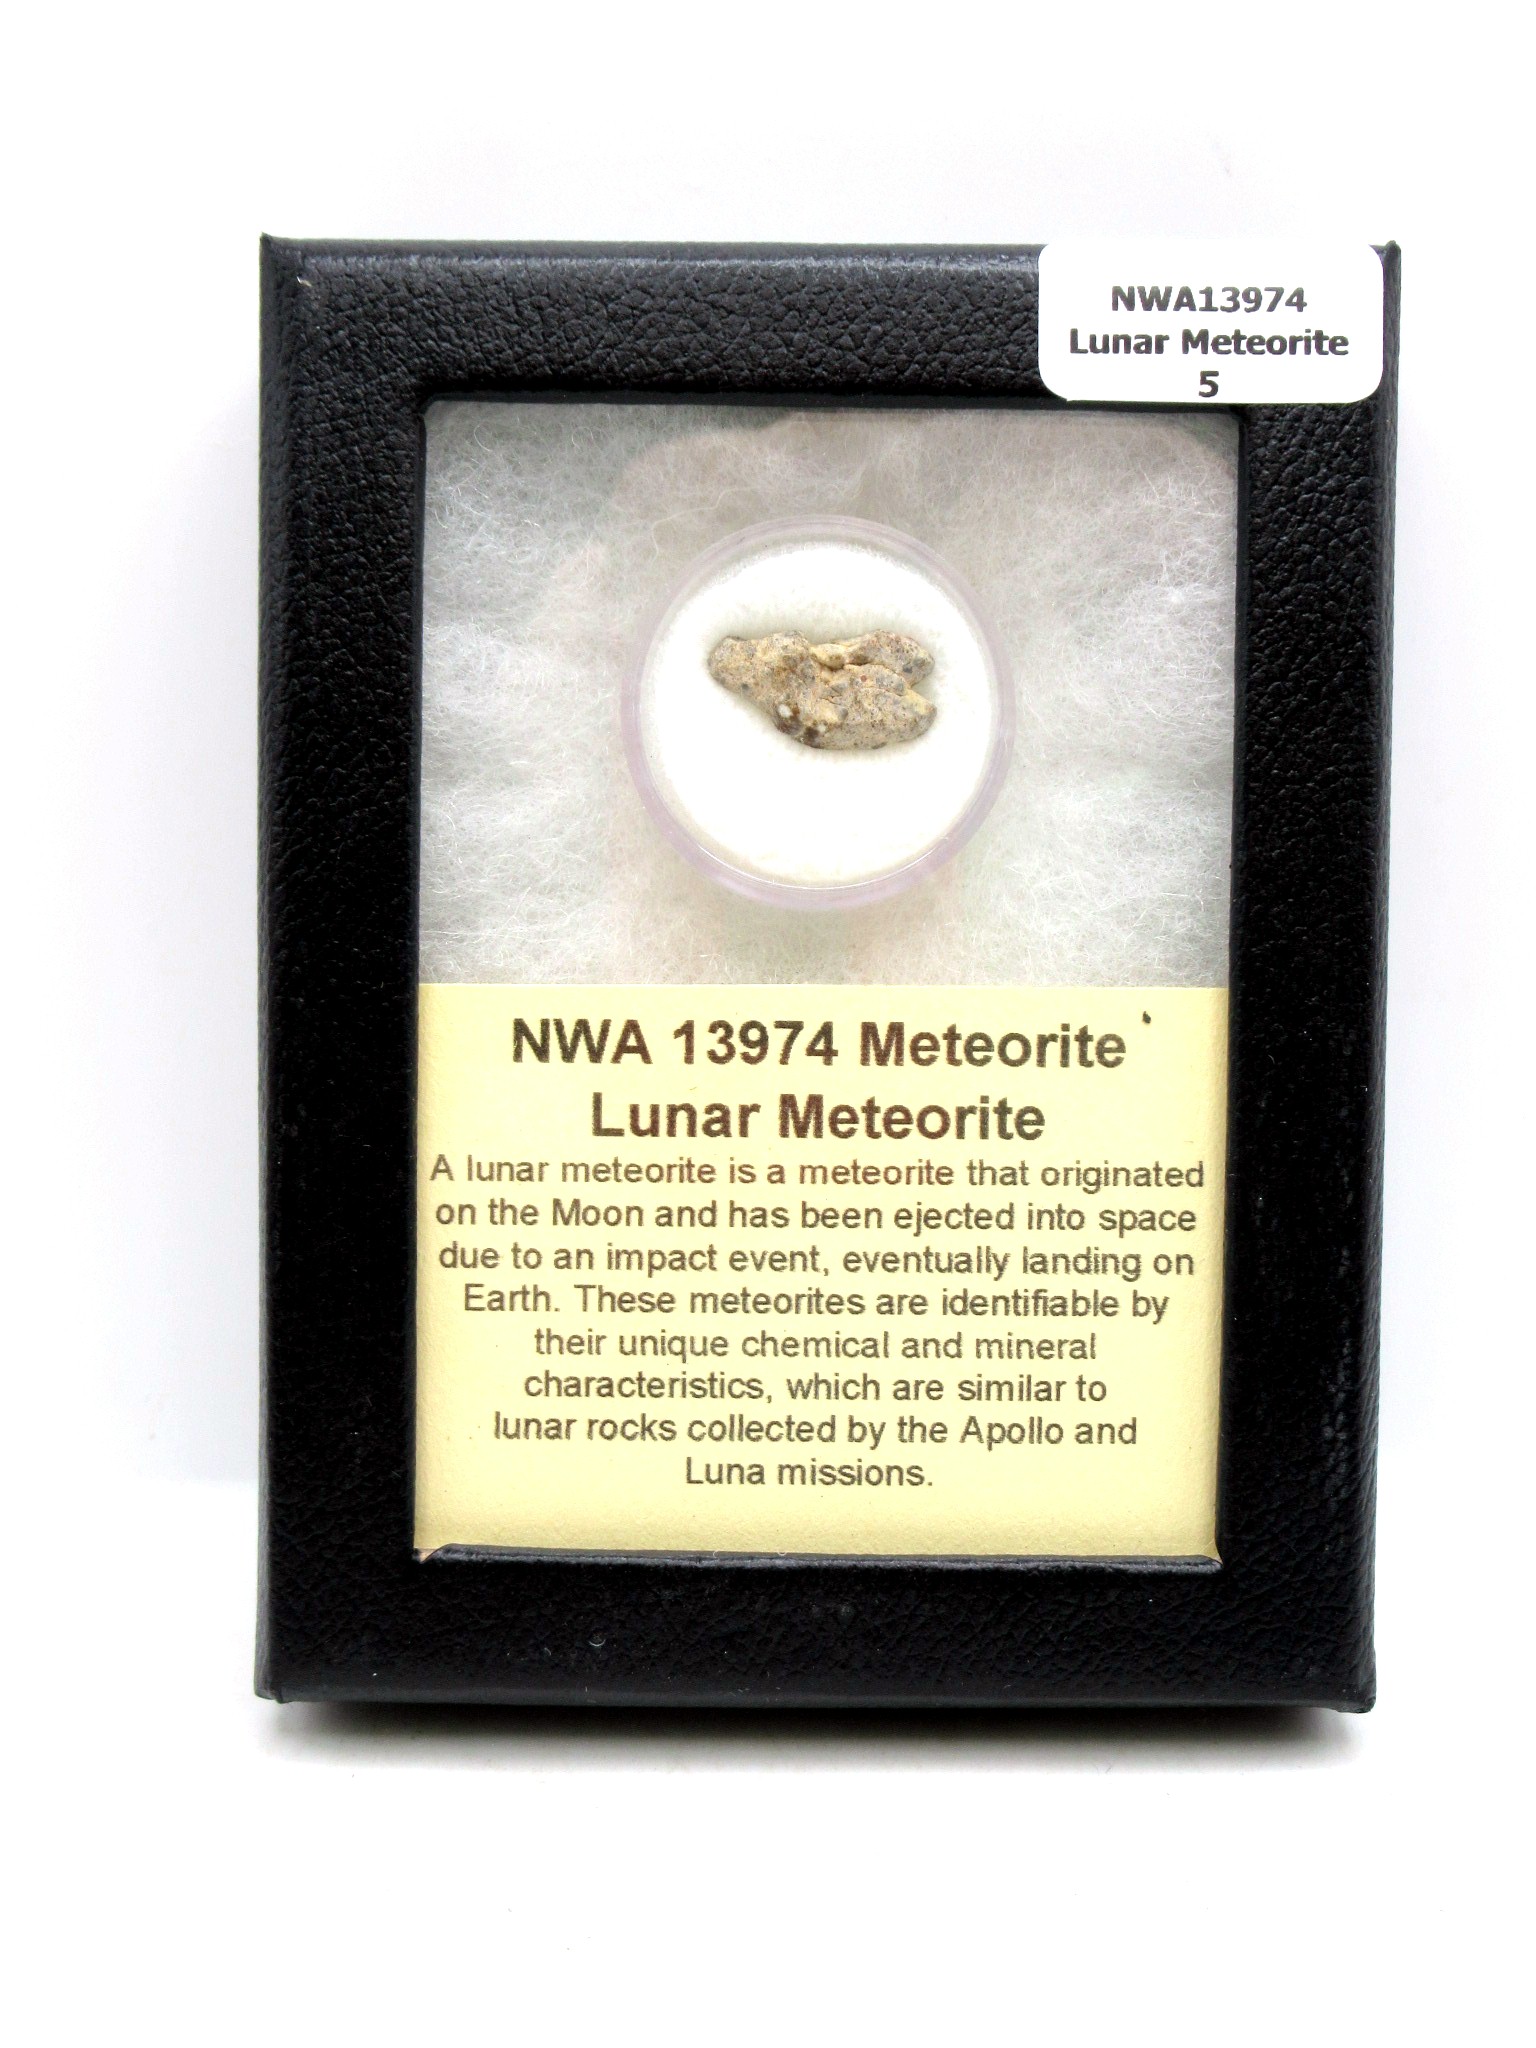 NWA13974
Lunar Meteorite
5
NWA 13974 Meteorite
Lunar Meteorite
A lunar meteorite is a meteorite that originated
on the Moon and has been ejected into space
due to an impact event, eventually landing on
Earth. These meteorites are identifiable by
their unique chemical and mineral
characteristics, which are similar to
lunar rocks collected by the Apollo and
Luna missions.